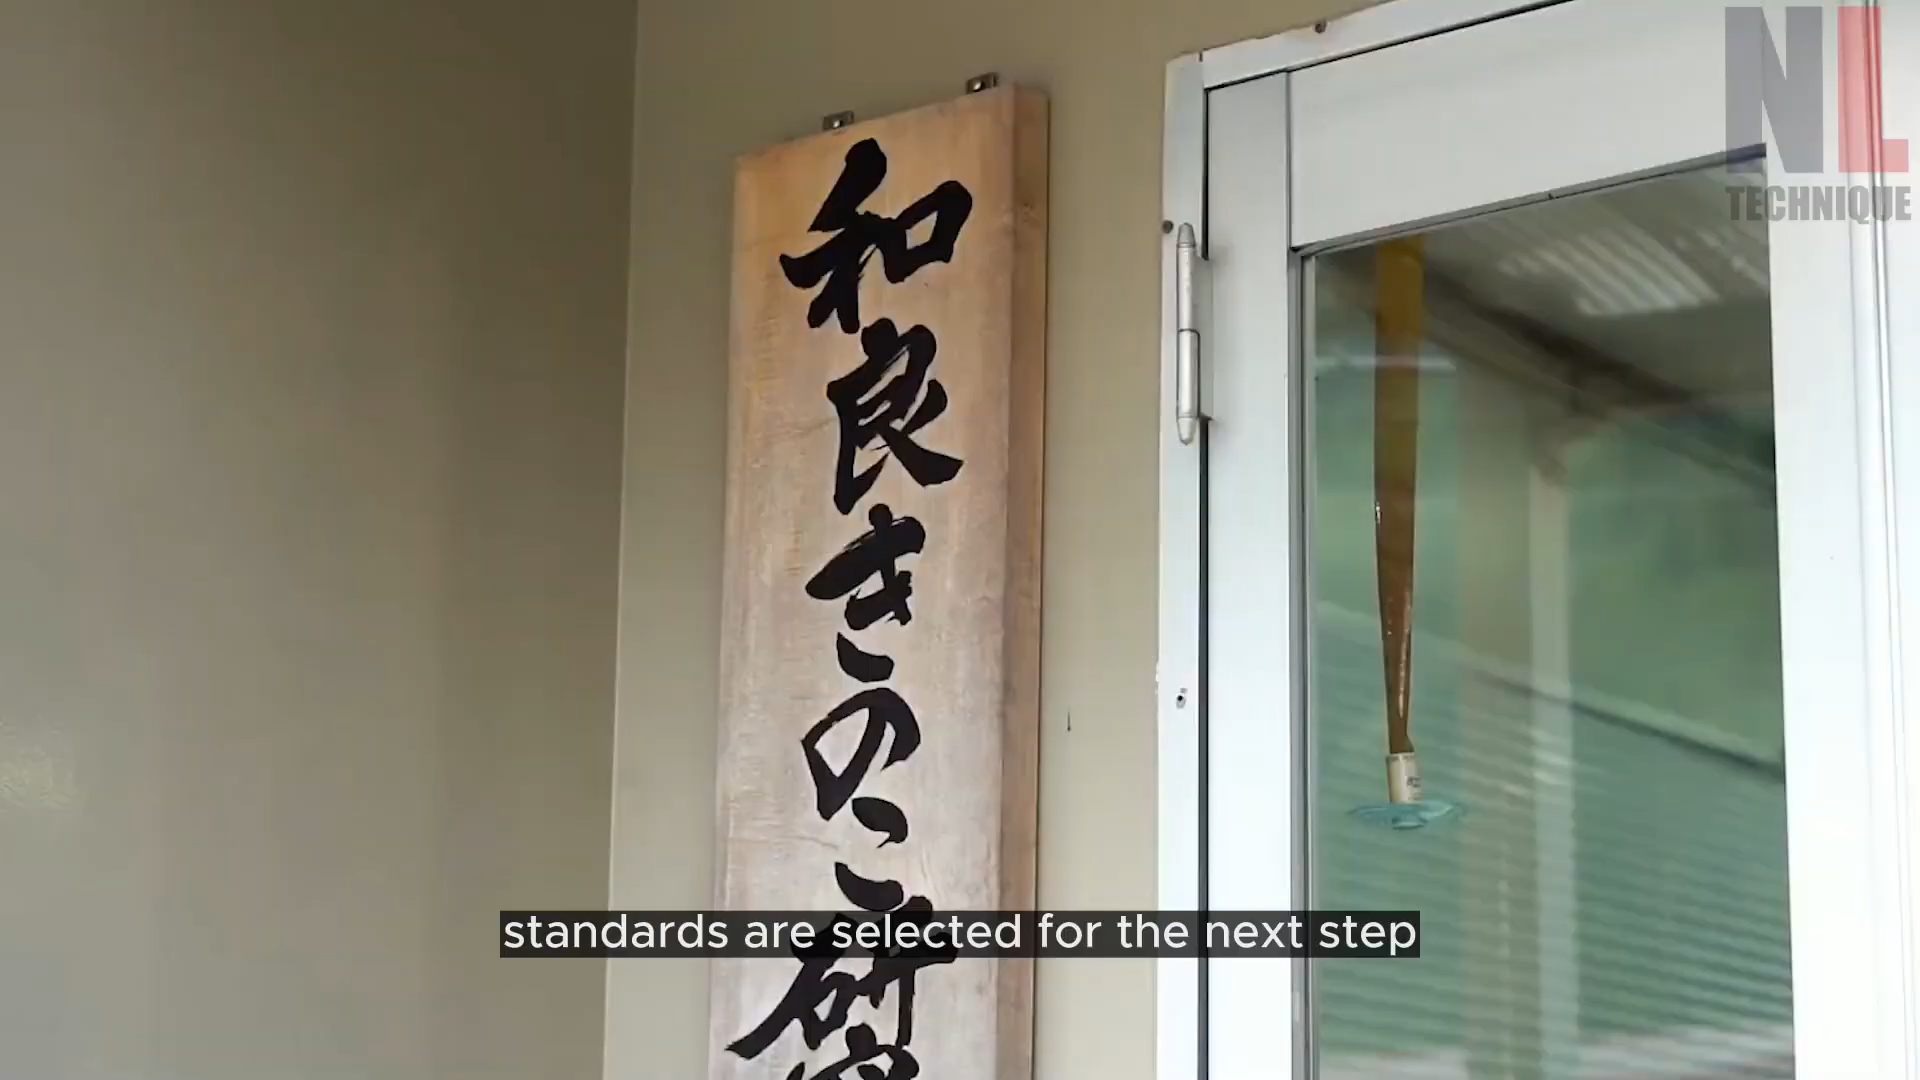 NL
TECHNIQUE
和良きのこ研
standards are selected for the next step